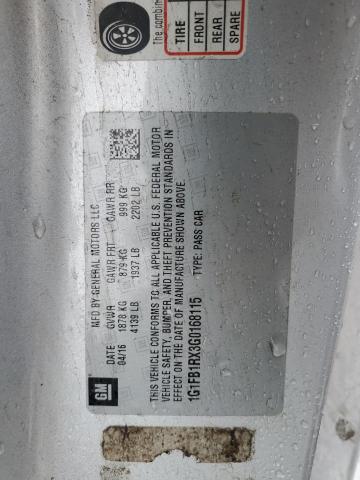 The combin
TIRE
FRONT
REAR
SPARE
MFD BY GENERAL MOTORS LLC
DATE GVWR GAWR FRT GAWR RR
04/16 1878 KG 879 KG 999 KG
4139 LB 1937 LB 2202 LB
THIS VEHICLE CONFORMS TO ALL APPLICABLE U.S. FEDERAL MOTOR
VEHICLE SAFETY, BUMPER, AND THEFT PREVENTION STANDARDS IN
EFFECT ON THE DATE OF MANUFACTURE SHOWN ABOVE.
1G1FB1RX3G0168115 TYPE: PASS CAR
GM